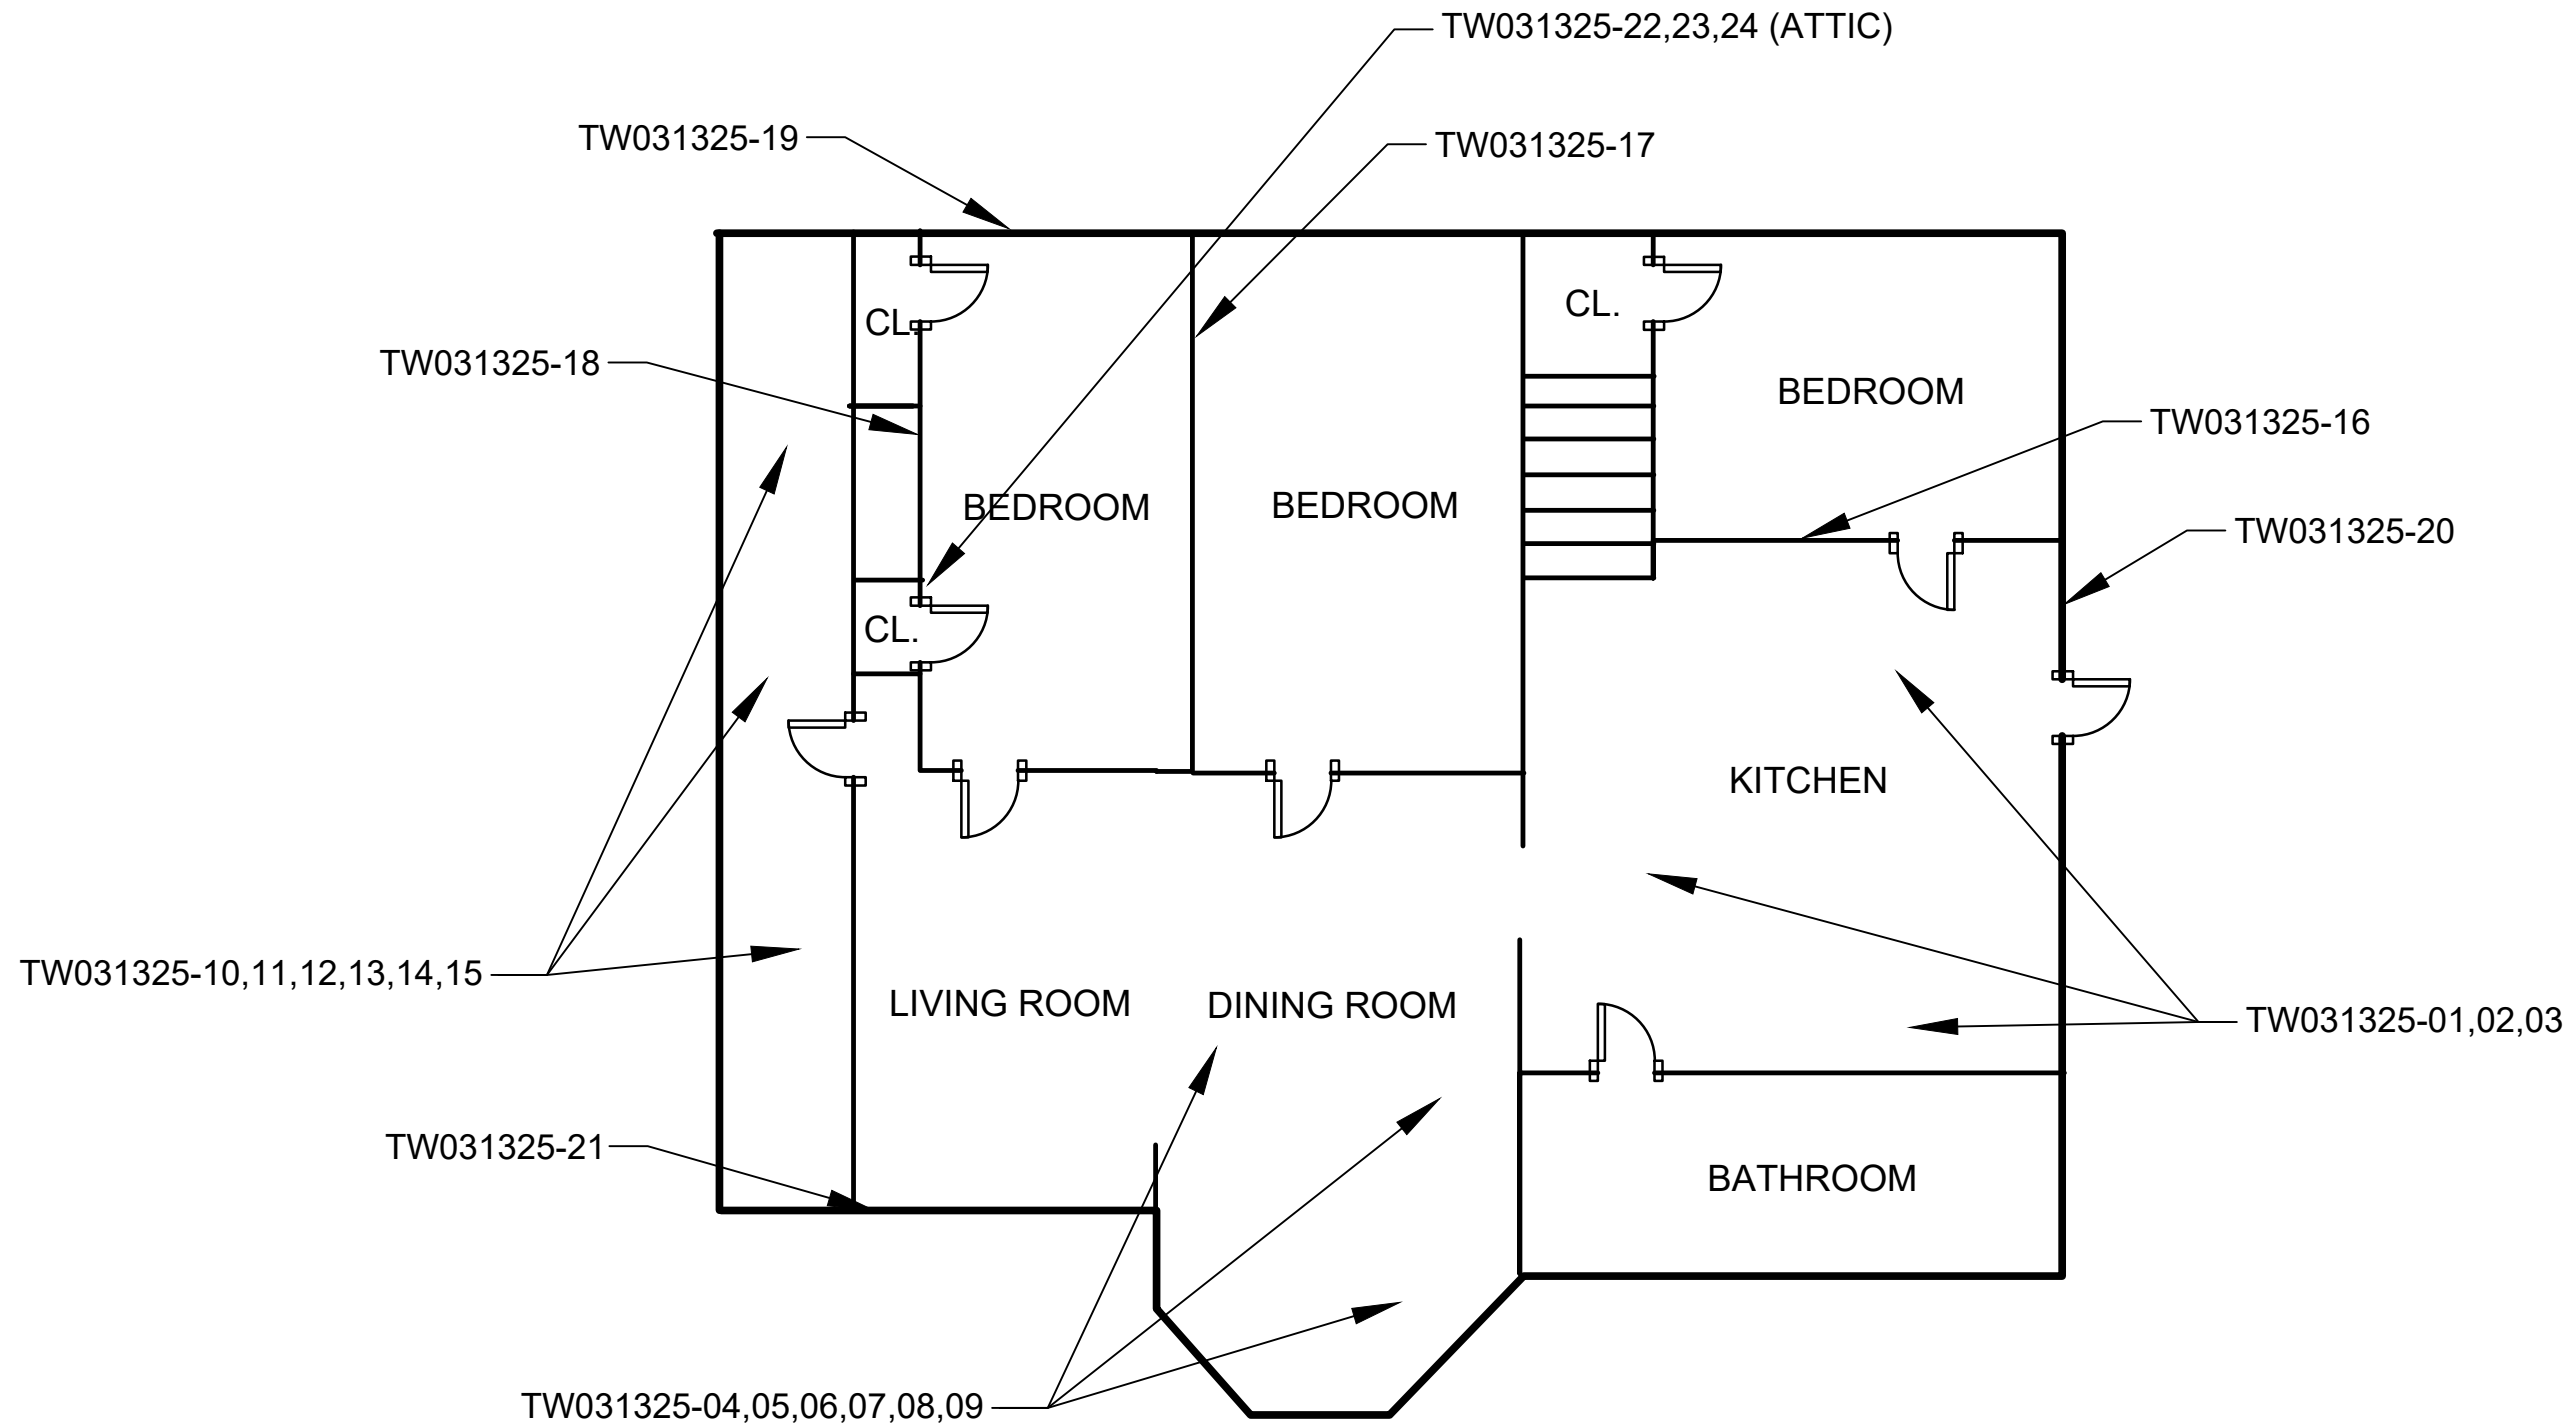 TW031325-22,23,24 (ATTIC)
TW031325-19
TW031325-17
CL.
CL.
TW031325-18
BEDROOM
TW031325-16
BEDROOM
BEDROOM
TW031325-20
CL.
KITCHEN
TW031325-10,11,12,13,14,15
LIVING ROOM
DINING ROOM
TW031325-01,02,03
TW031325-21
BATHROOM
TW031325-04,05,06,07,08,09